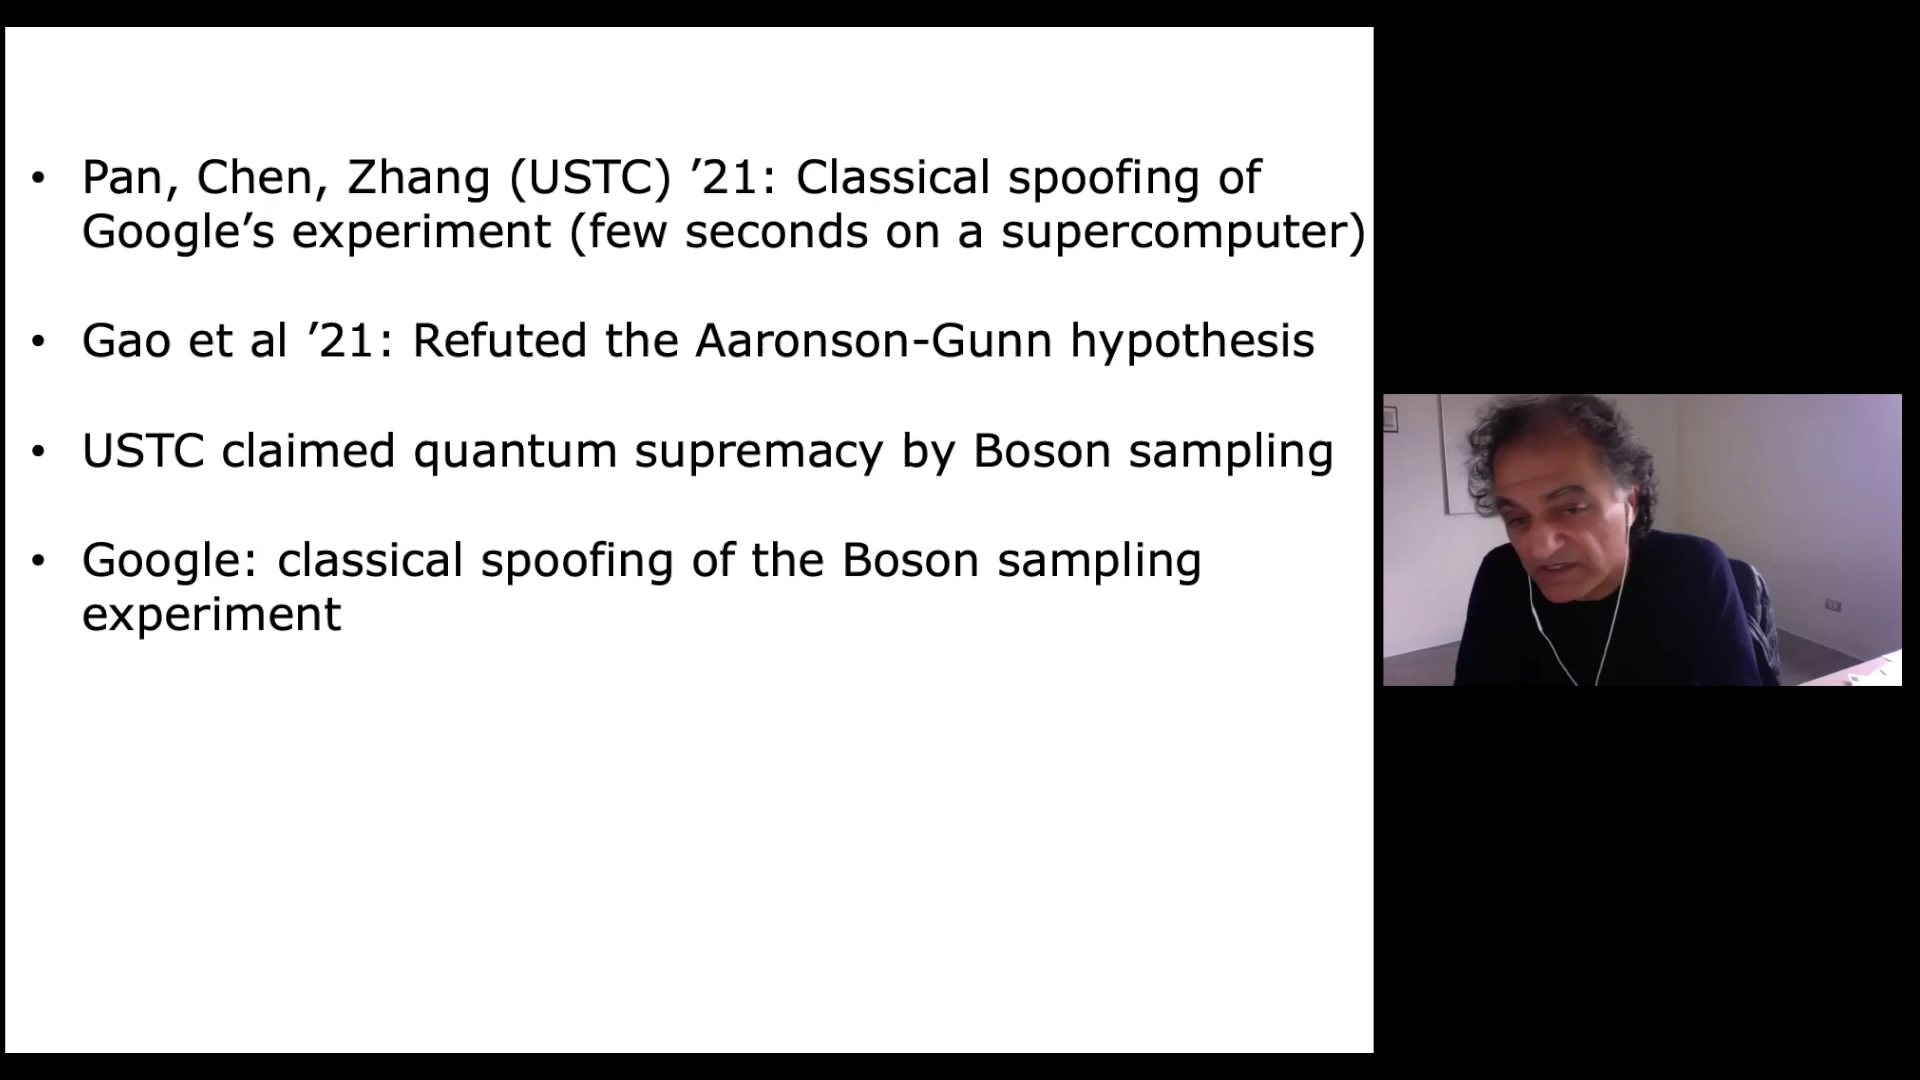 • Pan, Chen, Zhang (USTC) ’21: Classical spoofing of
Google’s experiment (few seconds on a supercomputer)
• Gao et al ’21: Refuted the Aaronson-Gunn hypothesis
• USTC claimed quantum supremacy by Boson sampling
• Google: classical spoofing of the Boson sampling
experiment